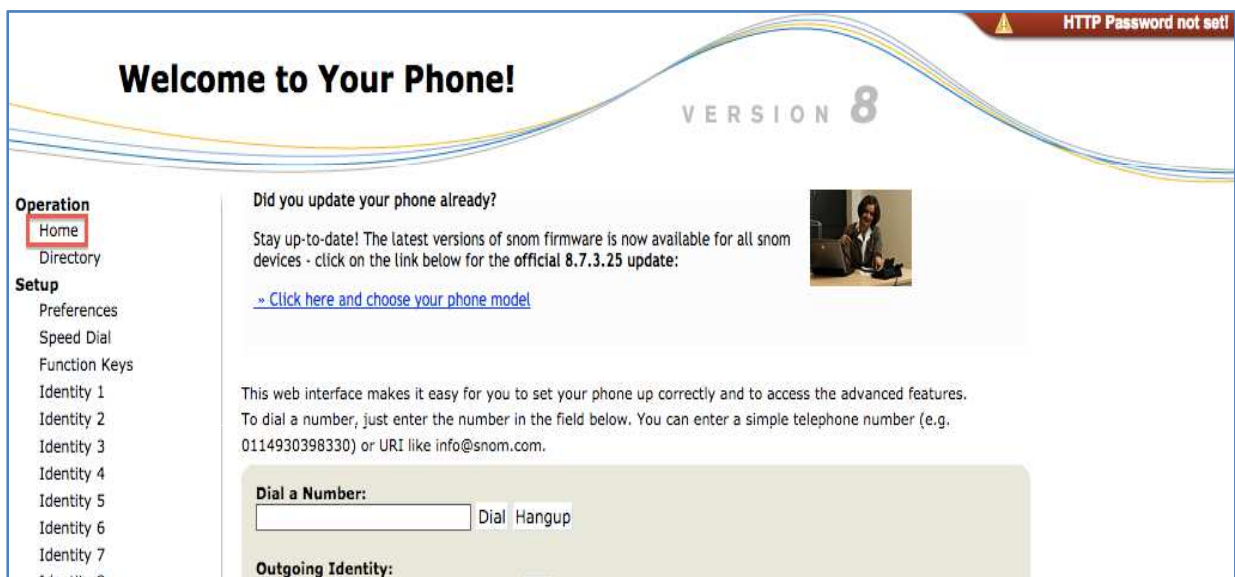 HTTP Password not set!
Welcome to Your Phone!
VERSION 8
Operation
Home
Directory
Setup
Preferences
Speed Dial
Function Keys
Identity 1
Identity 2
Identity 3
Identity 4
Identity 5
Identity 6
Identity 7
Did you update your phone already?
Stay up-to-date! The latest versions of snom firmware is now available for all snom
devices - click on the link below for the official 8.7.3.25 update:
» Click here and choose your phone model
This web interface makes it easy for you to set your phone up correctly and to access the advanced features.
To dial a number, just enter the number in the field below. You can enter a simple telephone number (e.g.
0114930398330) or URI like info@snom.com.
Dial a Number:
Dial Hangup
Outgoing Identity: